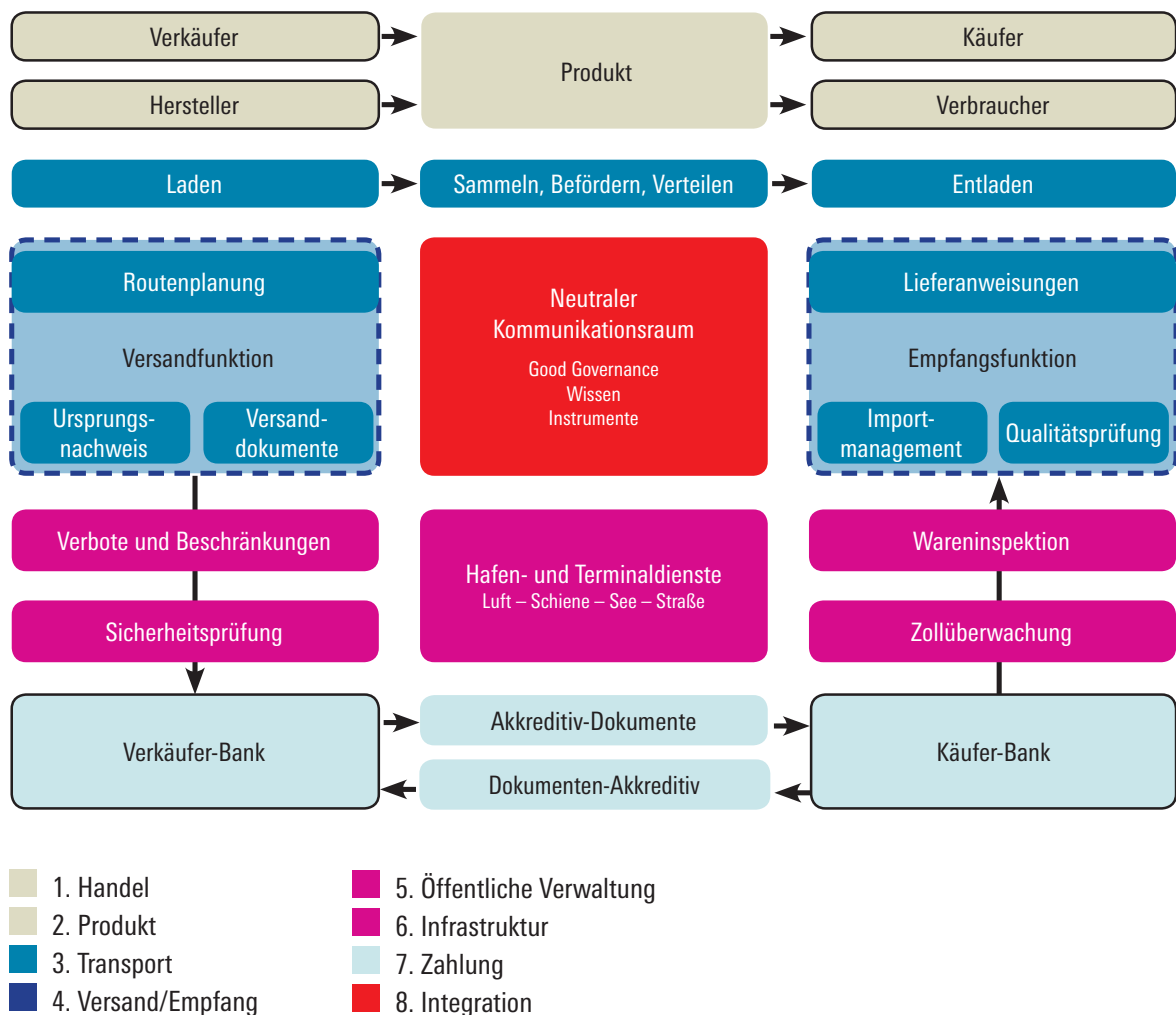 Verkäufer
Produkt
Käufer
Hersteller
Verbraucher
Laden
Sammeln, Befördern, Verteilen
Entladen
Routenplanung
Versandfunktion
Ursprungs-
nachweis
Versand-
dokumente
Neutraler
Kommunikationsraum
Good Governance
Wissen
Instrumente
Lieferanweisungen
Empfangsfunktion
Import-
management
Qualitätsprüfung
Verbote und Beschränkungen
Hafen- und Terminaldienste
Luft – Schiene – See – Straße
Wareninspektion
Sicherheitsprüfung
Zollüberwachung
Verkäufer-Bank
Akkreditiv-Dokumente
Dokumenten-Akkreditiv
Käufer-Bank
1. Handel
2. Produkt
3. Transport
4. Versand/Empfang
5. Öffentliche Verwaltung
6. Infrastruktur
7. Zahlung
8. Integration